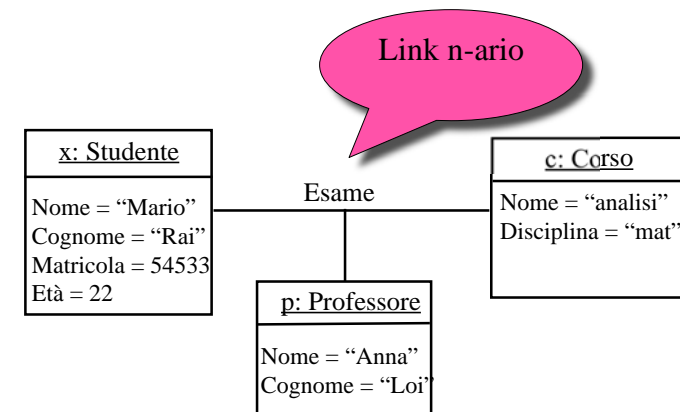 Link n-ario
x: Studente
Nome = “Mario”
Cognome = “Rai”
Matricola = 54533
Età = 22
Esame
c: Corso
Nome = “analisi”
Disciplina = “mat”
p: Professore
Nome = “Anna”
Cognome = “Loi”